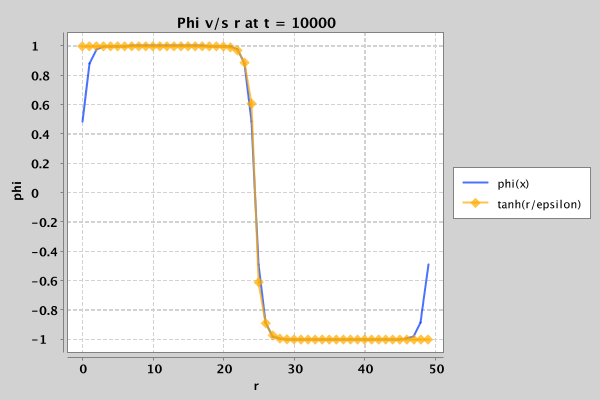 Phi v/s r at t = 10000
1
0.8
0.6
0.4
0.2
0
-0.2
-0.4
-0.6
-0.8
-1
phi
0 10 20 30 40 50
r
phi(x)
tanh(r/epsilon)